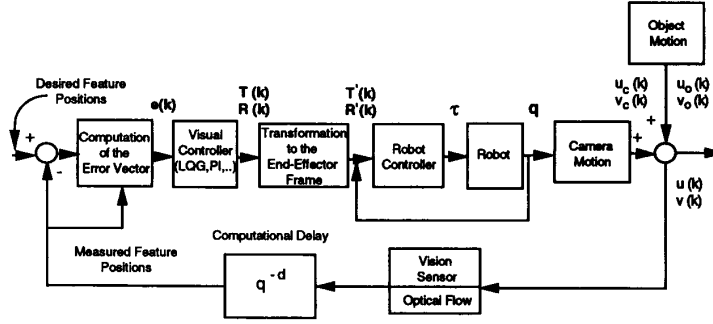 Object
Motion
Desired Feature
Positions
e(k)
T (k)
R (k)
T'(k)
R'(k)
τ
q
u_c(k)
v_c(k)
u_o(k)
v_o(k)
+
-
Computation
of the
Error Vector
Visual
Controller
(LQG,PI,..)
Transformation
to the
End-Effector
Frame
Robot
Controller
Robot
Camera
Motion
+
+
u (k)
v (k)
Measured Feature
Positions
Computational Delay
q^-d
Vision
Sensor
Optical Flow